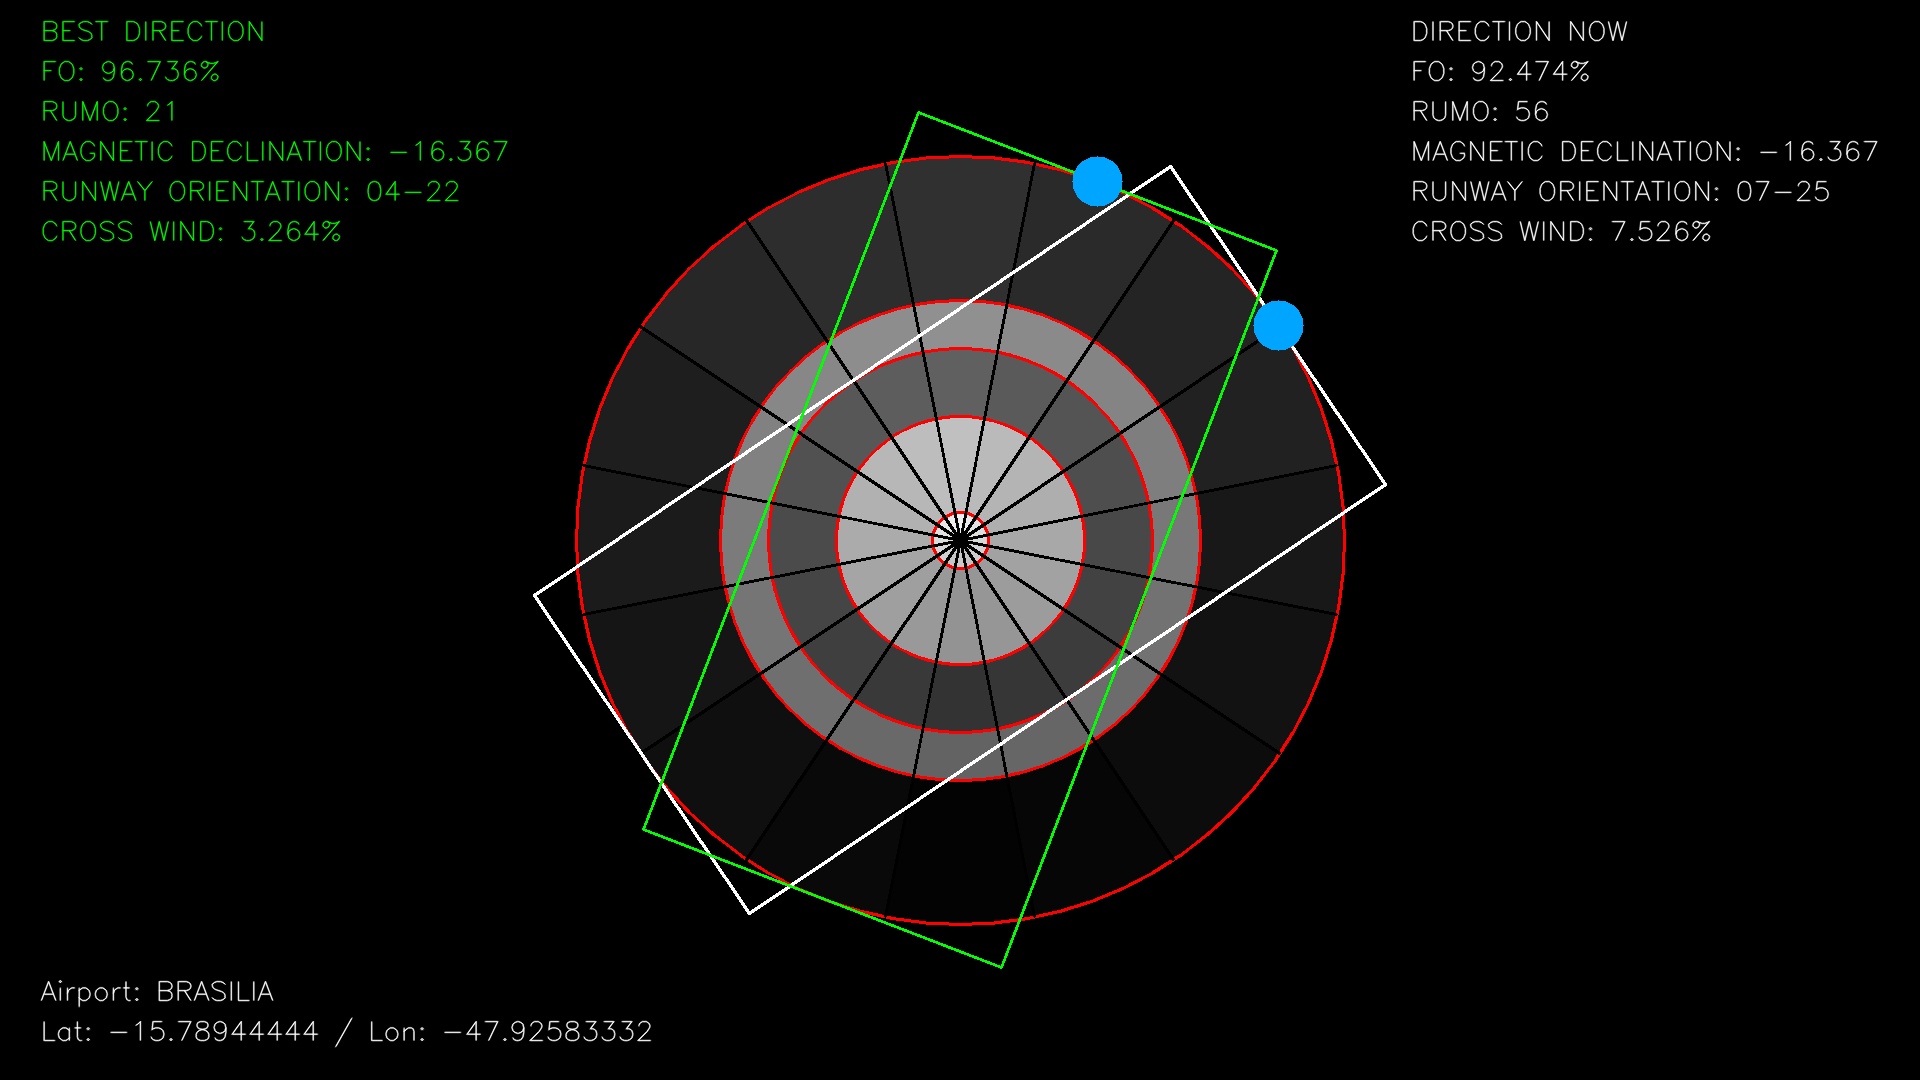 BEST DIRECTION
FO: 96.736%
RUMO: 21
MAGNETIC DECLINATION: -16.367
RUNWAY ORIENTATION: 04-22
CROSS WIND: 3.264%
DIRECTION NOW
FO: 92.474%
RUMO: 56
MAGNETIC DECLINATION: -16.367
RUNWAY ORIENTATION: 07-25
CROSS WIND: 7.526%
Airport: BRASILIA
Lat: -15.78944444 / Lon: -47.92583332